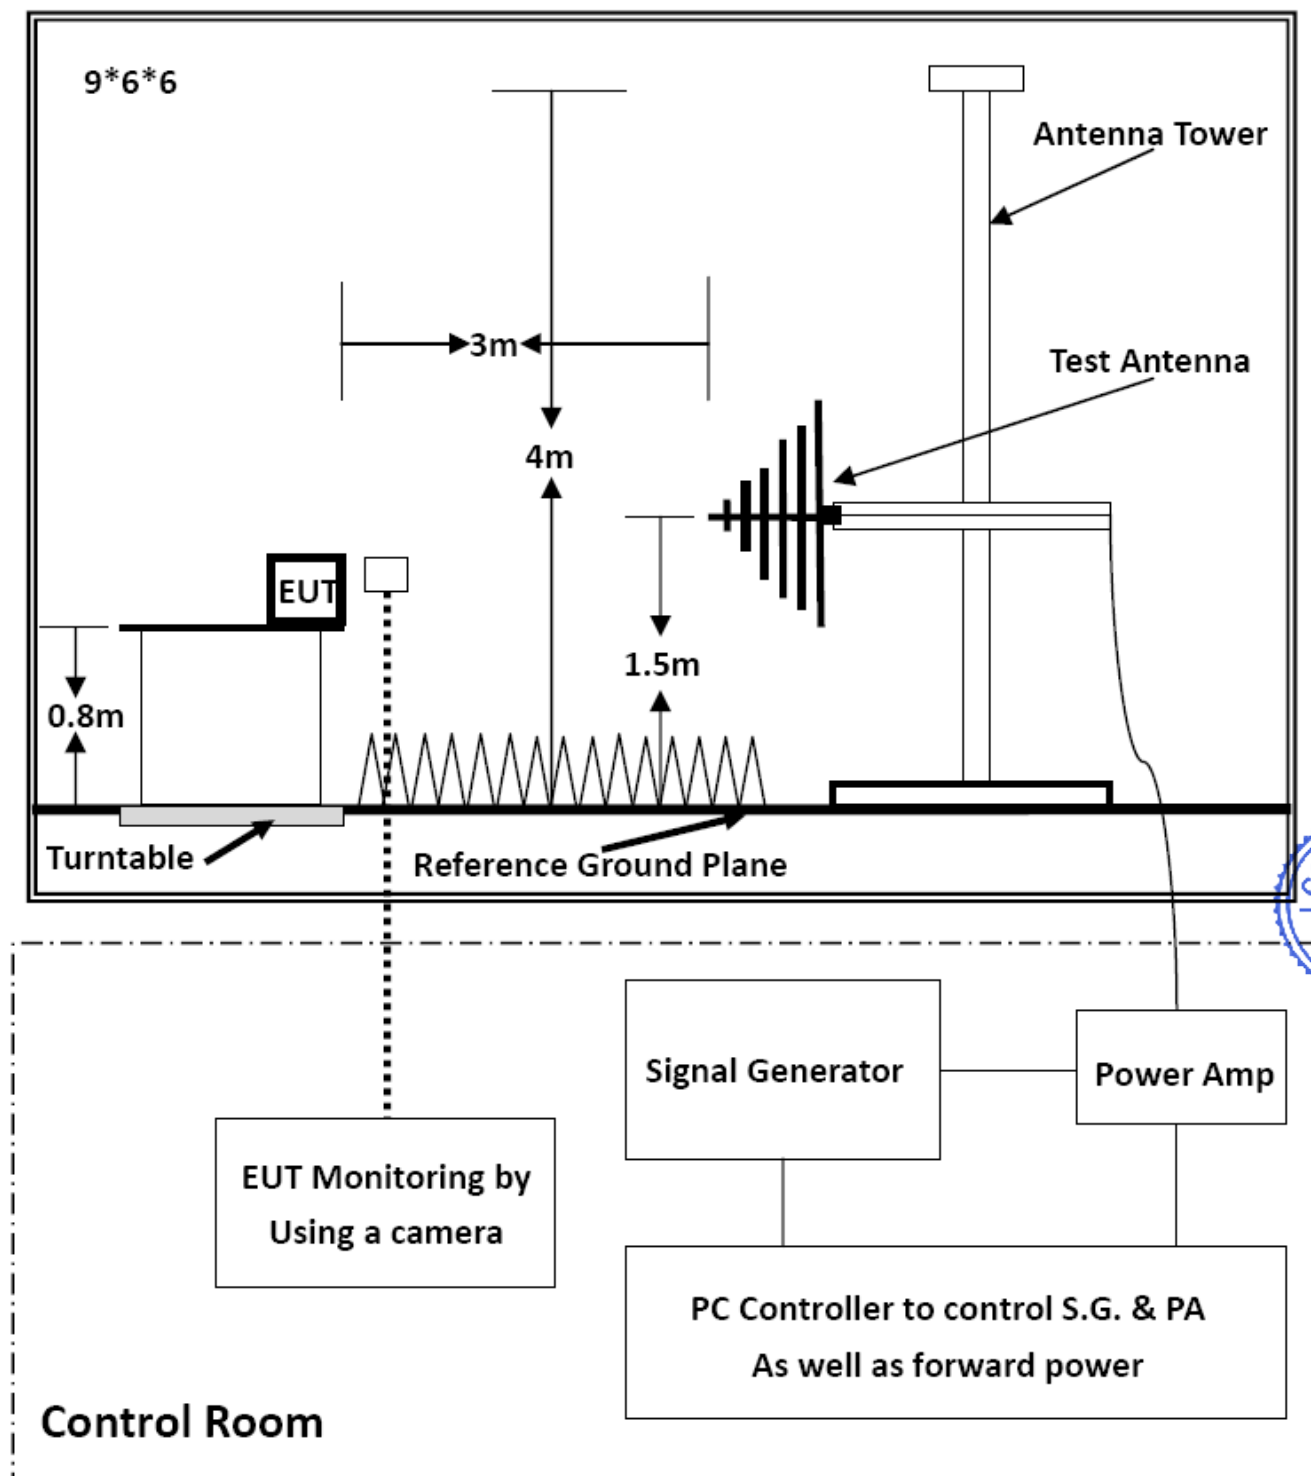 9*6*6
Antenna Tower
3m
Test Antenna
4m
EUT
1.5m
0.8m
Turntable
Reference Ground Plane
Signal Generator
Power Amp
EUT Monitoring by
Using a camera
PC Controller to control S.G. & PA
As well as forward power
Control Room